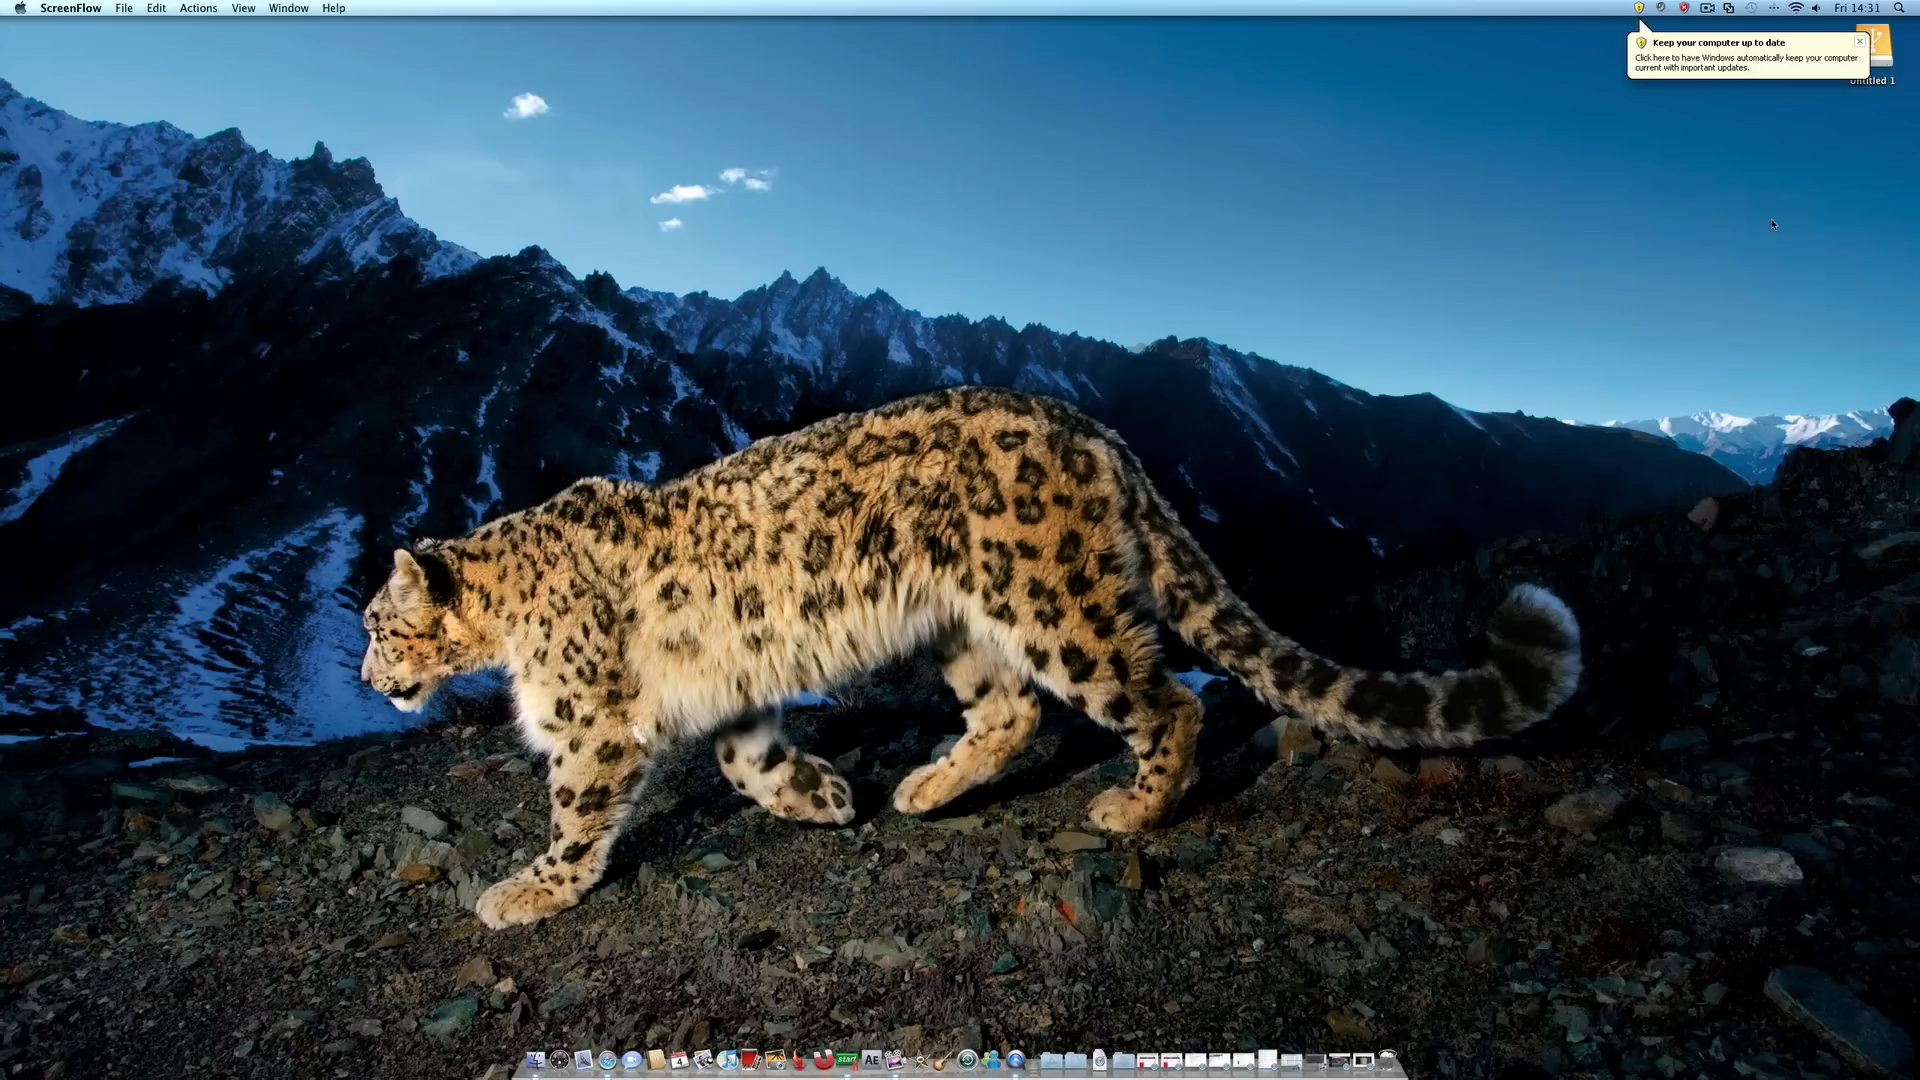 ScreenFlow File Edit Actions View Window Help Fri 14:31
Keep your computer up to date
Click here to have Windows automatically keep your computer
current with important updates.
Untitled 1
start
AE